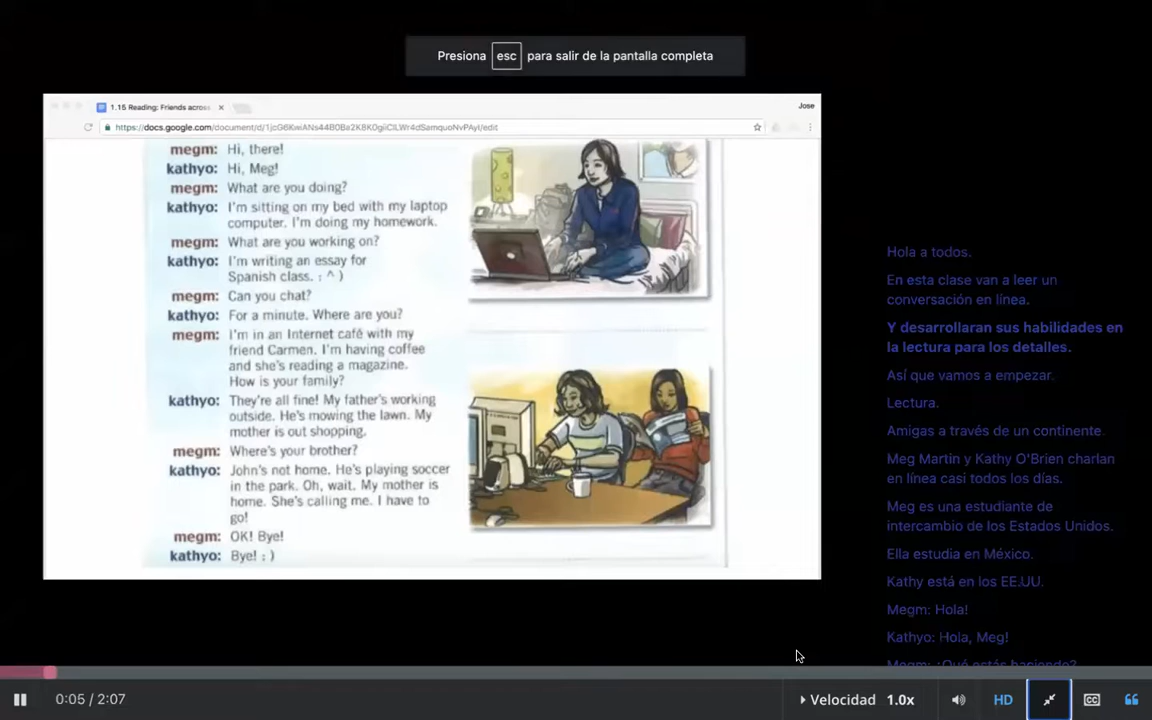 Presiona esc para salir de la pantalla completa
1.15 Reading: Friends across
Jose
megm: Hi, there!
kathyo: Hi, Meg!
megm: What are you doing?
kathyo: I'm sitting on my bed with my laptop
computer. I'm doing my homework.
megm: What are you working on?
kathyo: I'm writing an essay for
Spanish class. : ^ )
megm: Can you chat?
kathyo: For a minute. Where are you?
megm: I'm in an Internet café with my
friend Carmen. I'm having coffee
and she's reading a magazine.
How is your family?
kathyo: They're all fine! My father's working
outside. He's mowing the lawn. My
mother is out shopping.
megm: Where's your brother?
kathyo: John's not home. He's playing soccer
in the park. Oh, wait. My mother is
home. She's calling me. I have to
go!
megm: OK! Bye!
kathyo: Bye! : )
Hola a todos.
En esta clase van a leer un
conversación en línea.
Y desarrollaran sus habilidades en
la lectura para los detalles.
Así que vamos a empezar.
Lectura.
Amigas a través de un continente.
Meg Martin y Kathy O'Brien charlan
en línea casi todos los días.
Meg es una estudiante de
intercambio de los Estados Unidos.
Ella estudia en México.
Kathy está en los EE.UU.
Megm: Hola!
Kathyo: Hola, Meg!
Megm: ¿Qué estás haciendo?
0:05 / 2:07
Velocidad 1.0x
HD
CC